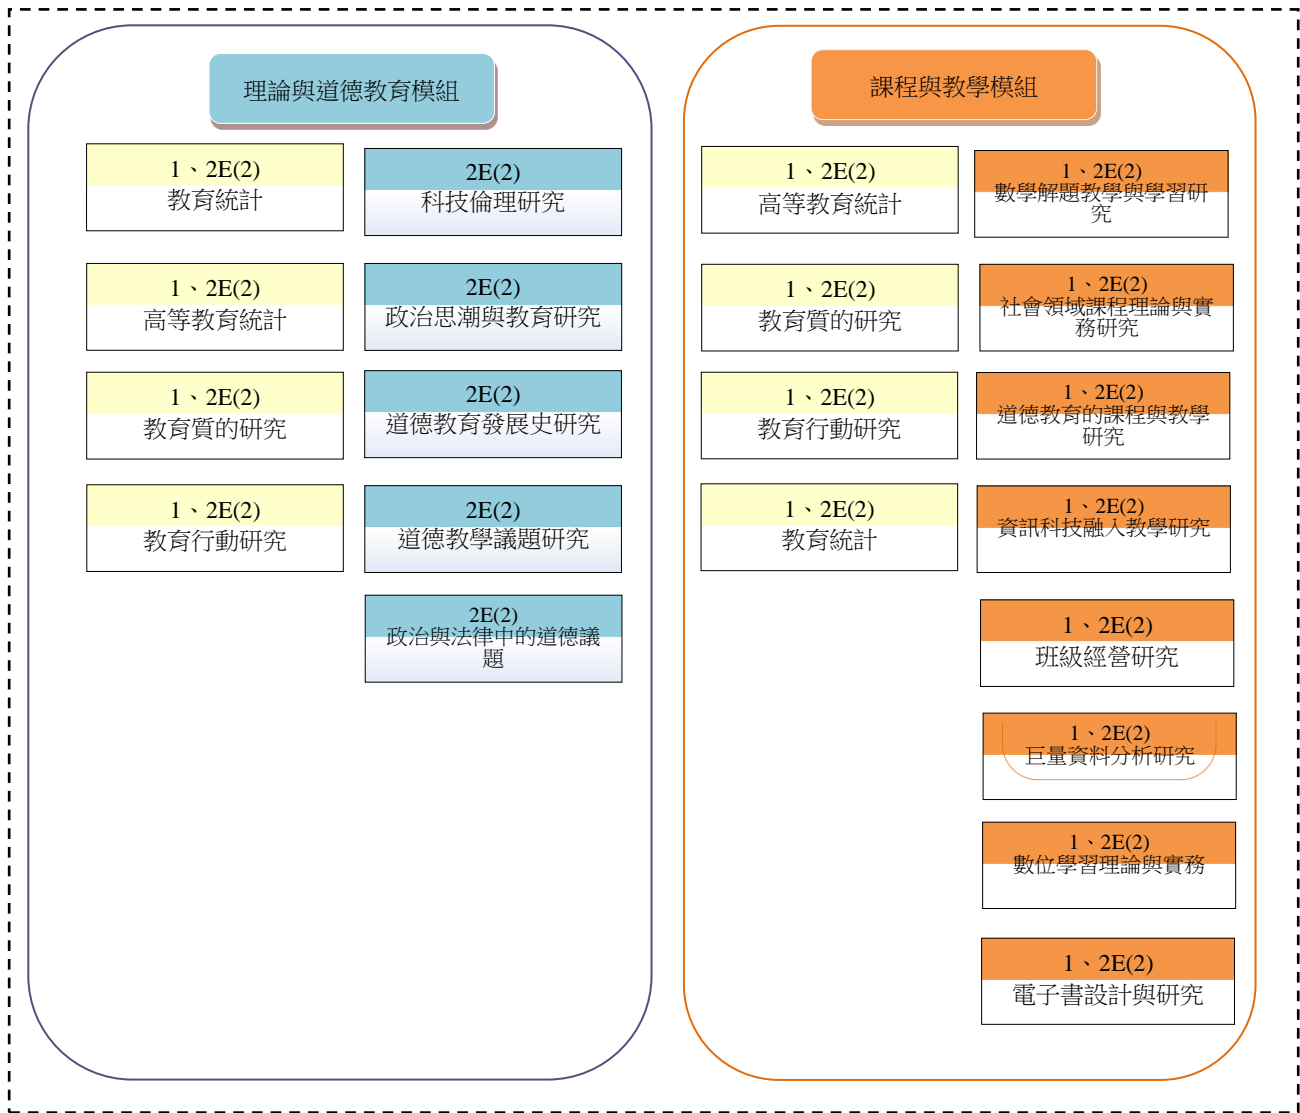 理論與道德教育模組
1、2E(2)
教育統計
1、2E(2)
高等教育統計
1、2E(2)
教育質的研究
1、2E(2)
教育行動研究
2E(2)
科技倫理研究
2E(2)
政治思潮與教育研究
2E(2)
道德教育發展史研究
2E(2)
道德教學議題研究
2E(2)
政治與法律中的道德議
題
課程與教學模組
1、2E(2)
高等教育統計
1、2E(2)
教育質的研究
1、2E(2)
教育行動研究
1、2E(2)
教育統計
1、2E(2)
數學解題教學與學習研
究
1、2E(2)
社會領域課程理論與實
務研究
1、2E(2)
道德教育的課程與教學
研究
1、2E(2)
資訊科技融入教學研究
1、2E(2)
班級經營研究
1、2E(2)
巨量資料分析研究
1、2E(2)
數位學習理論與實務
1、2E(2)
電子書設計與研究